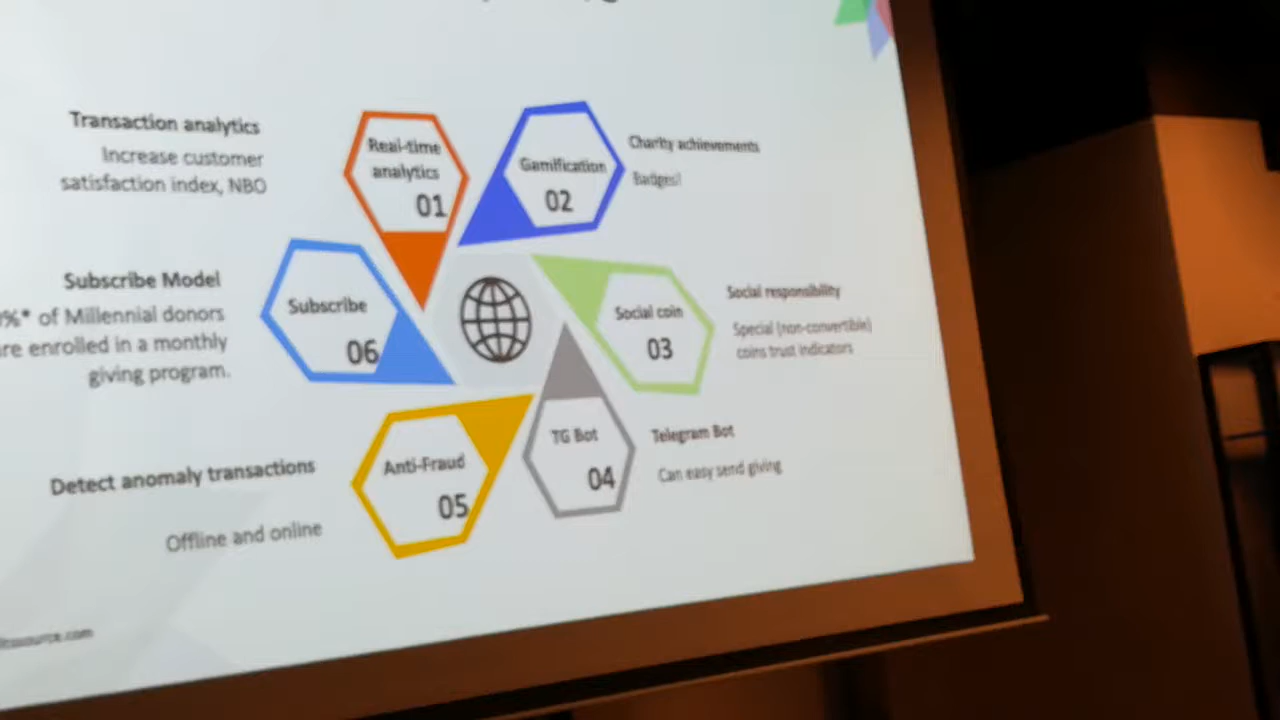 Transaction analytics
Increase customer
satisfaction index, NBO
Real-time
analytics
01
Gamification
02
Charity achievements
Badges!
Social coin
03
Social responsibility
Special (non-convertible)
coins trust indicators
TG Bot
04
Telegram Bot
Can easy send giving
Anti-Fraud
05
Detect anomaly transactions
Offline and online
Subscribe
06
Subscribe Model
%* of Millennial donors
re enrolled in a monthly
giving program.